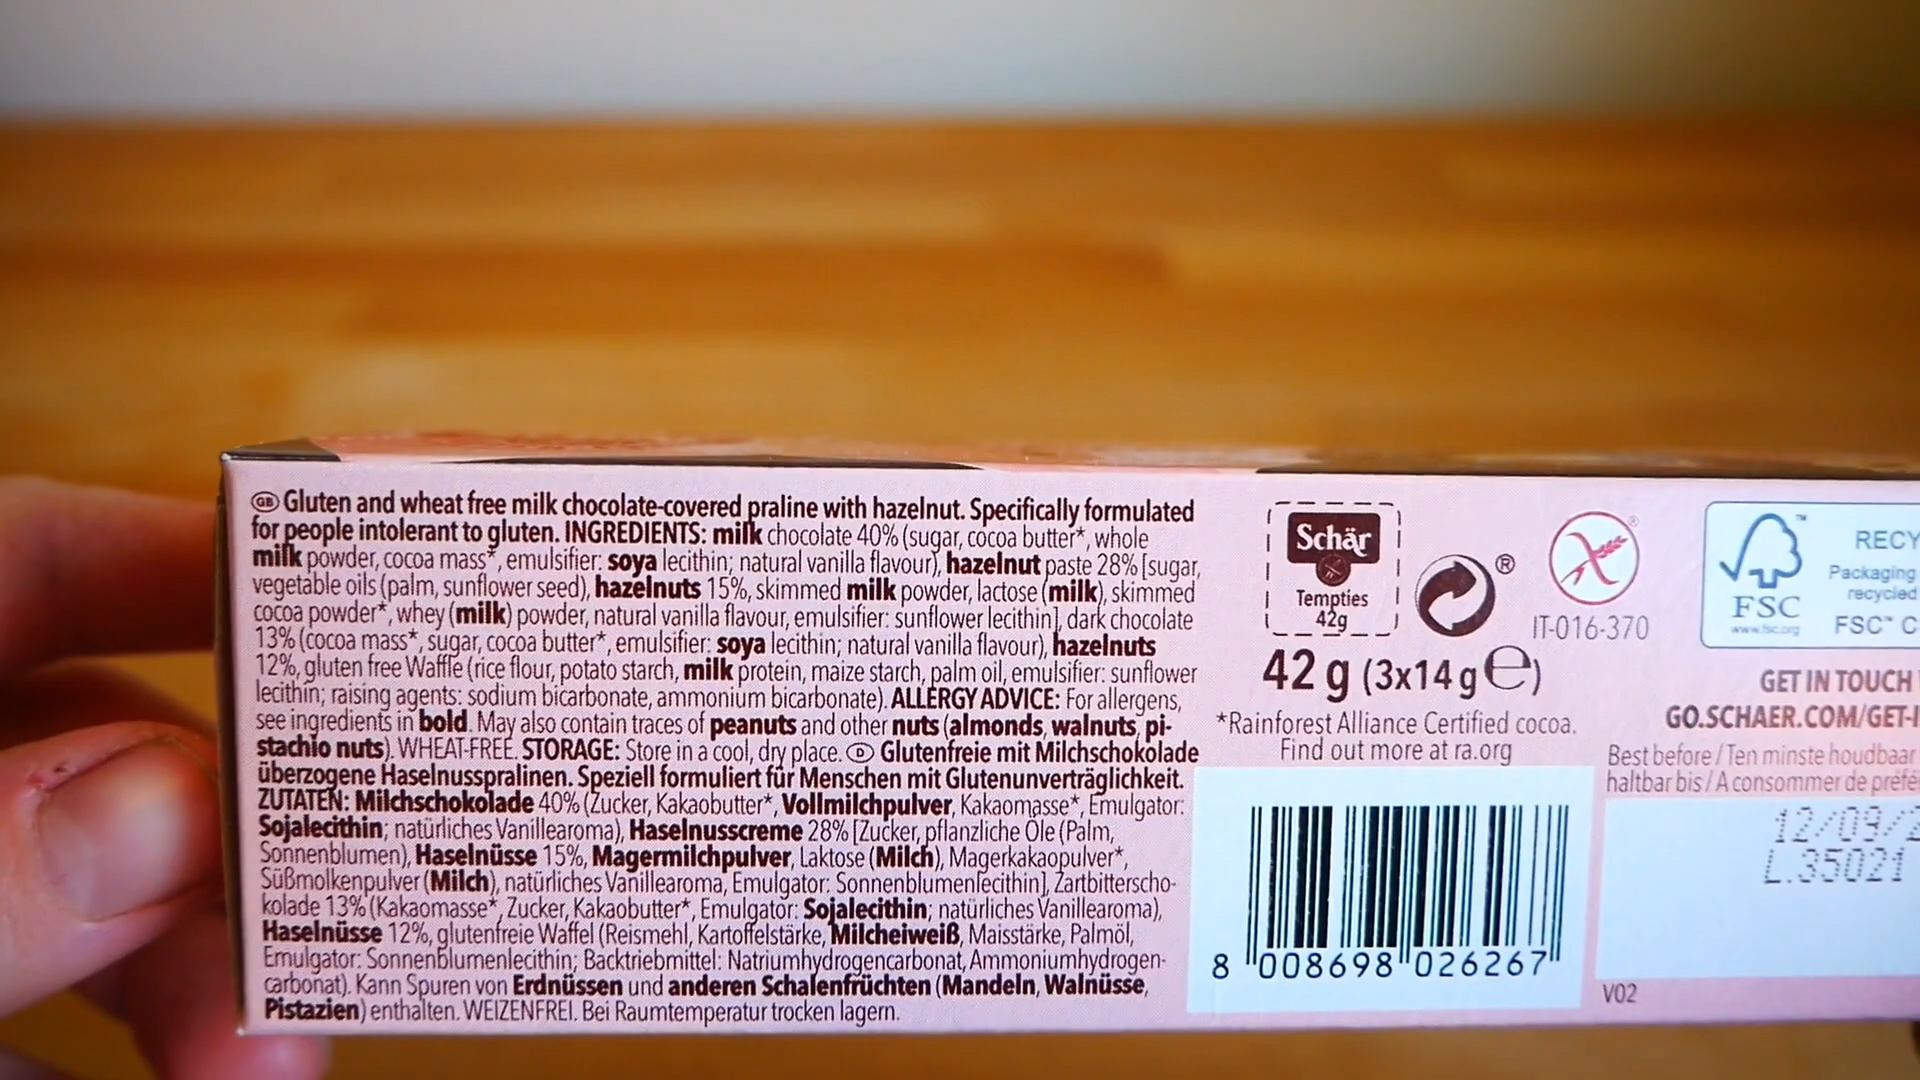 GB Gluten and wheat free milk chocolate-covered praline with hazelnut. Specifically formulated
for people intolerant to gluten. INGREDIENTS: milk chocolate 40% (sugar, cocoa butter*, whole
milk powder, cocoa mass*, emulsifier: soya lecithin; natural vanilla flavour), hazelnut paste 28% [sugar,
vegetable oils (palm, sunflower seed), hazelnuts 15%, skimmed milk powder, lactose (milk), skimmed
cocoa powder*, whey (milk) powder, natural vanilla flavour, emulsifier: sunflower lecithin], dark chocolate
13% (cocoa mass*, sugar, cocoa butter*, emulsifier: soya lecithin; natural vanilla flavour), hazelnuts
12%, gluten free Waffle (rice flour, potato starch, milk protein, maize starch, palm oil, emulsifier: sunflower
lecithin; raising agents: sodium bicarbonate, ammonium bicarbonate). ALLERGY ADVICE: For allergens,
see ingredients in bold. May also contain traces of peanuts and other nuts (almonds, walnuts, pi-
stachio nuts). WHEAT-FREE. STORAGE: Store in a cool, dry place. D Glutenfreie mit Milchschokolade
überzogene Haselnusspralinen. Speziell formuliert für Menschen mit Glutenunverträglichkeit.
ZUTATEN: Milchschokolade 40% (Zucker, Kakaobutter*, Vollmilchpulver, Kakaomasse*, Emulgator:
Sojalecithin; natürliches Vanillearoma), Haselnusscreme 28% [Zucker, pflanzliche Öle (Palm,
Sonnenblumen), Haselnüsse 15%, Magermilchpulver, Laktose (Milch), Magerkakaopulver*,
Süßmolkenpulver (Milch), natürliches Vanillearoma, Emulgator: Sonnenblumenlecithin], Zartbitterscho-
kolade 13% (Kakaomasse*, Zucker, Kakaobutter*, Emulgator: Sojalecithin; natürliches Vanillearoma),
Haselnüsse 12%, glutenfreie Waffel (Reismehl, Kartoffelstärke, Milcheiweiß, Maisstärke, Palmöl,
Emulgator: Sonnenblumenlecithin; Backtriebmittel: Natriumhydrogencarbonat, Ammoniumhydrogen-
carbonat). Kann Spuren von Erdnüssen und anderen Schalenfrüchten (Mandeln, Walnüsse,
Pistazien) enthalten. WEIZENFREI. Bei Raumtemperatur trocken lagern.
Schär
Tempties
42g
®
®
IT-016-370
42 g (3x14 g ℮)
*Rainforest Alliance Certified cocoa.
Find out more at ra.org
8 008698 026267
™
FSC
www.fsc.org
RECY
Packaging
recycled
FSC™ C
GET IN TOUCH
GO.SCHAER.COM/GET-I
Best before / Ten minste houdbaar
haltbar bis / A consommer de préfé
12/09/2
L.35021
V02